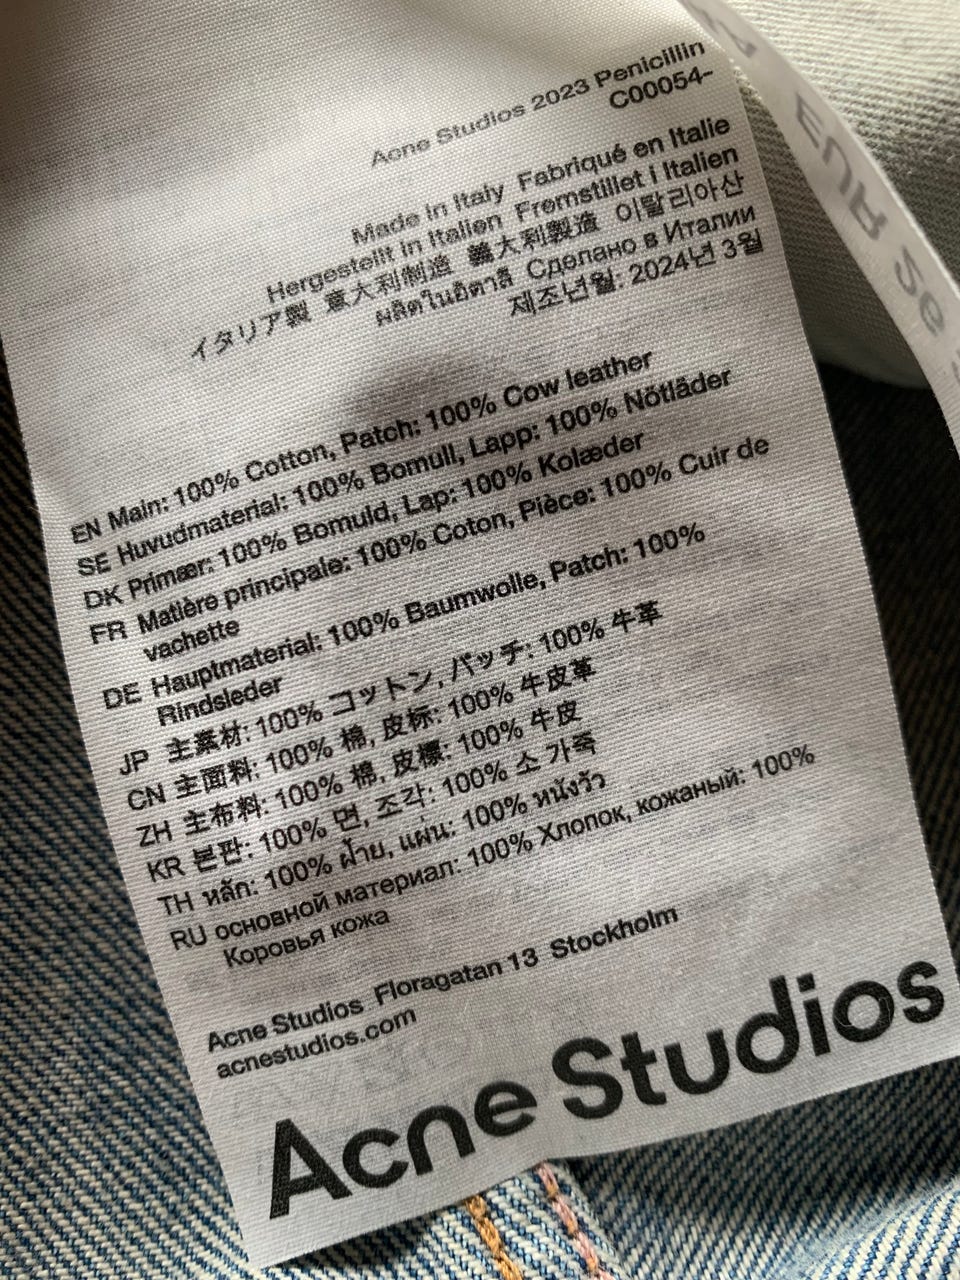 Acne Studios 2023 Penicillin
C00054-
Made in Italy Fabriqué en Italie
Hergestellt in Italien Fremstillet i Italien
イタリア製 意大利制造 義大利製造 이탈리아산
ผลิตในอิตาลี Сделано в Италии
제조년월: 2024년 3월
EN Main: 100% Cotton, Patch: 100% Cow leather
SE Huvudmaterial: 100% Bomull, Lapp: 100% Nötläder
DK Primær: 100% Bomuld, Lap: 100% Kolæder
FR Matière principale: 100% Coton, Pièce: 100% Cuir de
vachette
DE Hauptmaterial: 100% Baumwolle, Patch: 100%
Rindsleder
JP 主素材: 100% コットン, パッチ: 100% 牛革
CN 主面料: 100% 棉, 皮标: 100% 牛皮革
ZH 主布料: 100% 棉, 皮標: 100% 牛皮
KR 본판: 100% 면, 조각: 100% 소 가죽
TH หลัก: 100% ฝ้าย, แผ่น: 100% หนังวัว
RU основной материал: 100% Хлопок, кожаный: 100%
Коровья кожа
Acne Studios Floragatan 13 Stockholm
acnestudios.com
Acne Studios
EUR